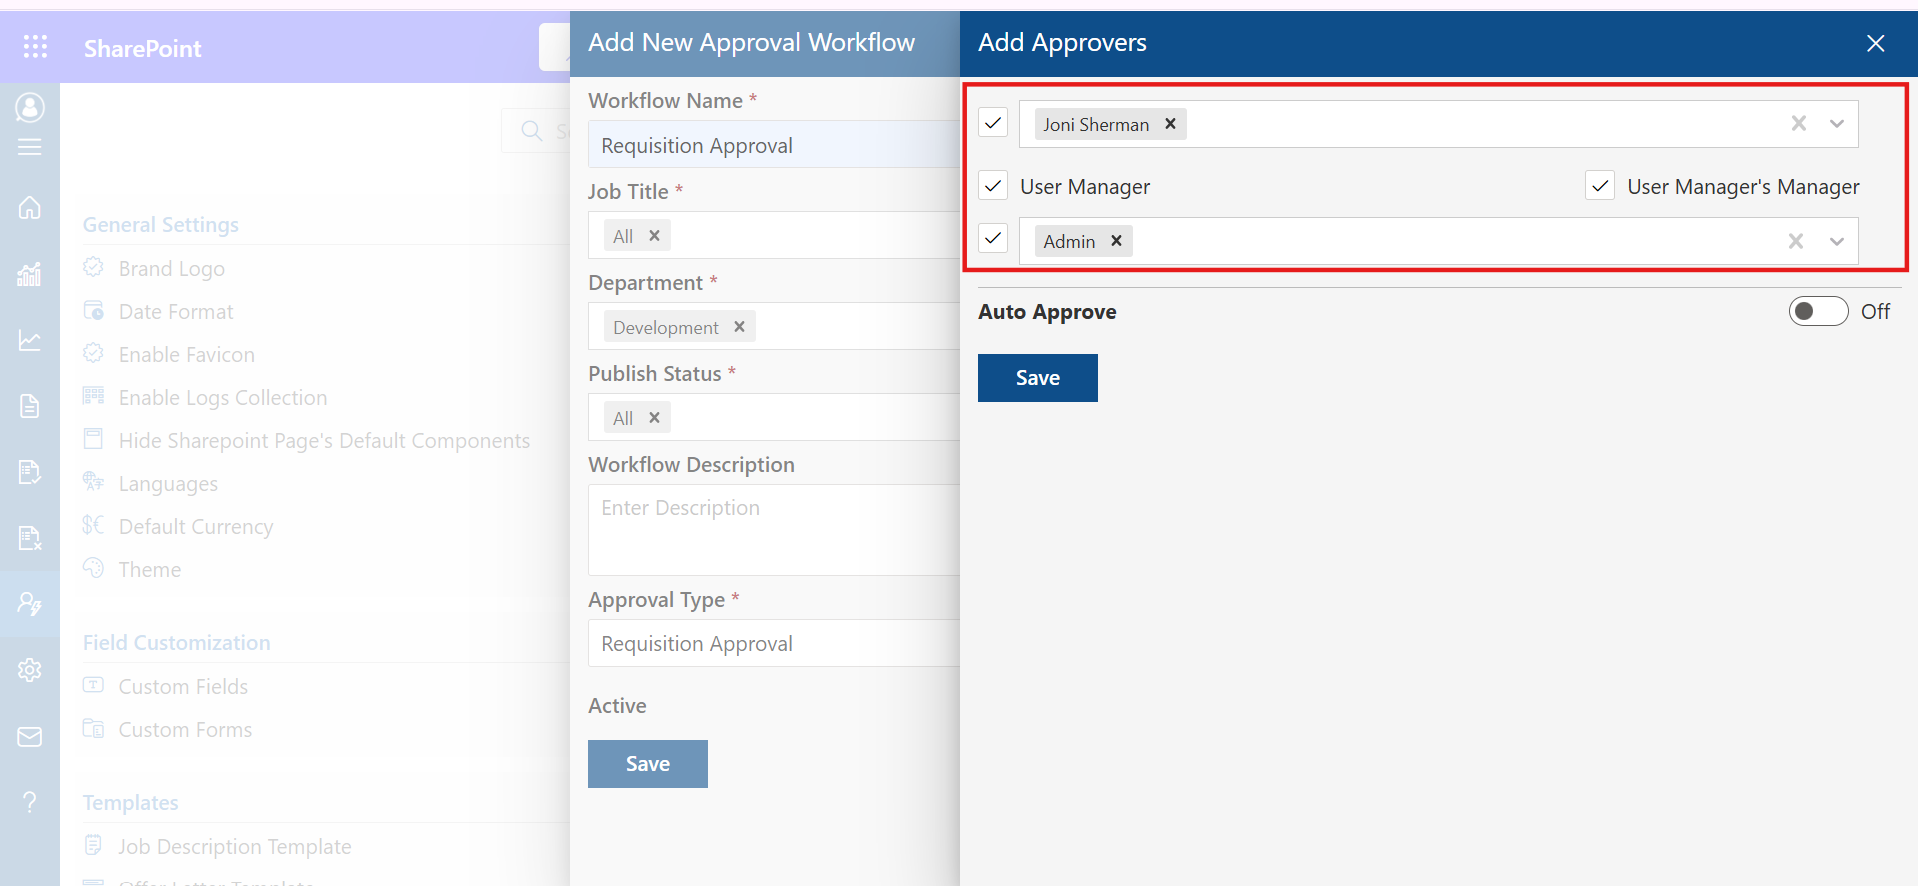 SharePoint
Add New Approval Workflow
Add Approvers
Workflow Name *
Requisition Approval
Job Title *
All
Department *
Development
Publish Status *
All
Workflow Description
Enter Description
Approval Type *
Requisition Approval
Active
Save
Joni Sherman
User Manager
User Manager's Manager
Admin
Auto Approve
Off
Save
General Settings
Brand Logo
Date Format
Enable Favicon
Enable Logs Collection
Hide Sharepoint Page's Default Components
Languages
Default Currency
Theme
Field Customization
Custom Fields
Custom Forms
Templates
Job Description Template